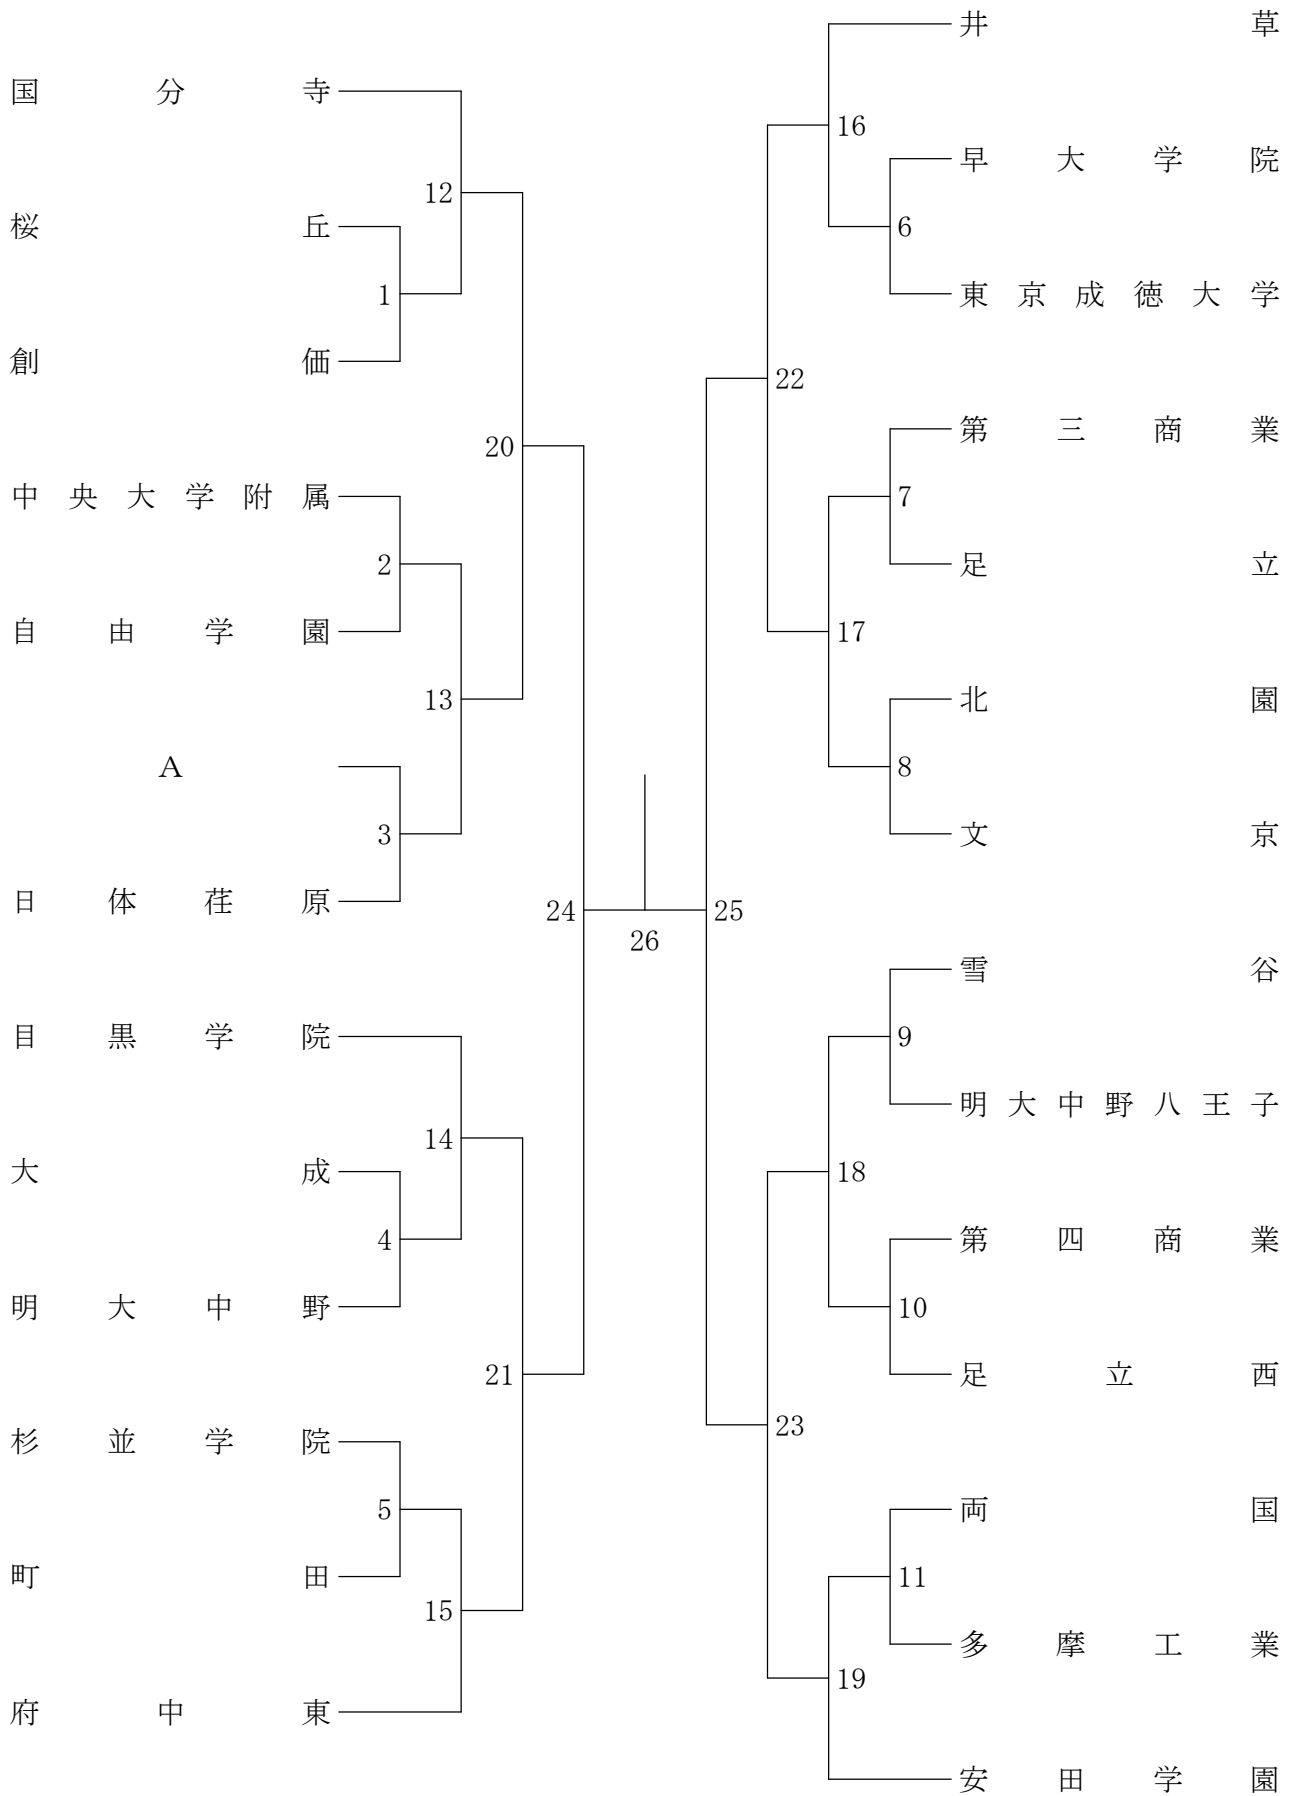 国分寺
桜丘
創価
中央大学附属
自由学園
A
日体荏原
目黒学院
大成
明大中野
杉並学院
町田
府中東
1
2
3
4
5
12
13
14
15
20
21
24
26
25
22
23
16
17
18
19
6
7
8
9
10
11
井草
早大学院
東京成徳大学
第三商業
足立
北園
文京
雪谷
明大中野八王子
第四商業
足立西
両国
多摩工業
安田学園